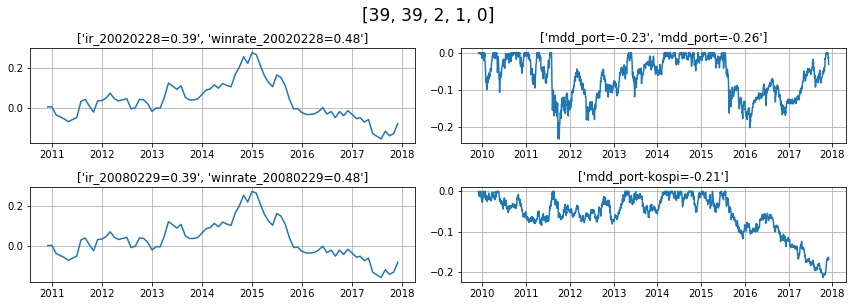 [39, 39, 2, 1, 0]
['ir_20020228=0.39', 'winrate_20020228=0.48']
0.2
0.0
2011 2012 2013 2014 2015 2016 2017 2018
['mdd_port=-0.23', 'mdd_port=-0.26']
0.0
−0.1
−0.2
2010 2011 2012 2013 2014 2015 2016 2017 2018
['ir_20080229=0.39', 'winrate_20080229=0.48']
0.2
0.0
2011 2012 2013 2014 2015 2016 2017 2018
['mdd_port-kospi=-0.21']
0.0
−0.1
−0.2
2010 2011 2012 2013 2014 2015 2016 2017 2018